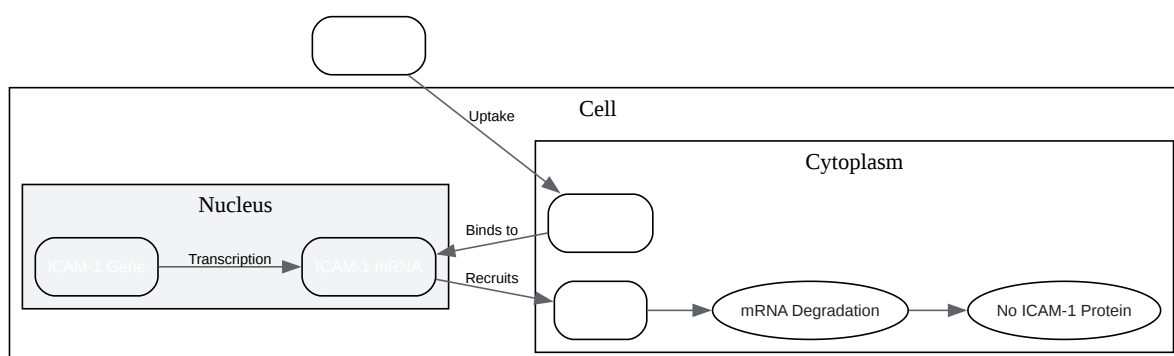 Uptake
Cell
Cytoplasm
Nucleus
Binds to
ICAM-1 Gene
Transcription
ICAM-1 mRNA
Recruits
mRNA Degradation
No ICAM-1 Protein